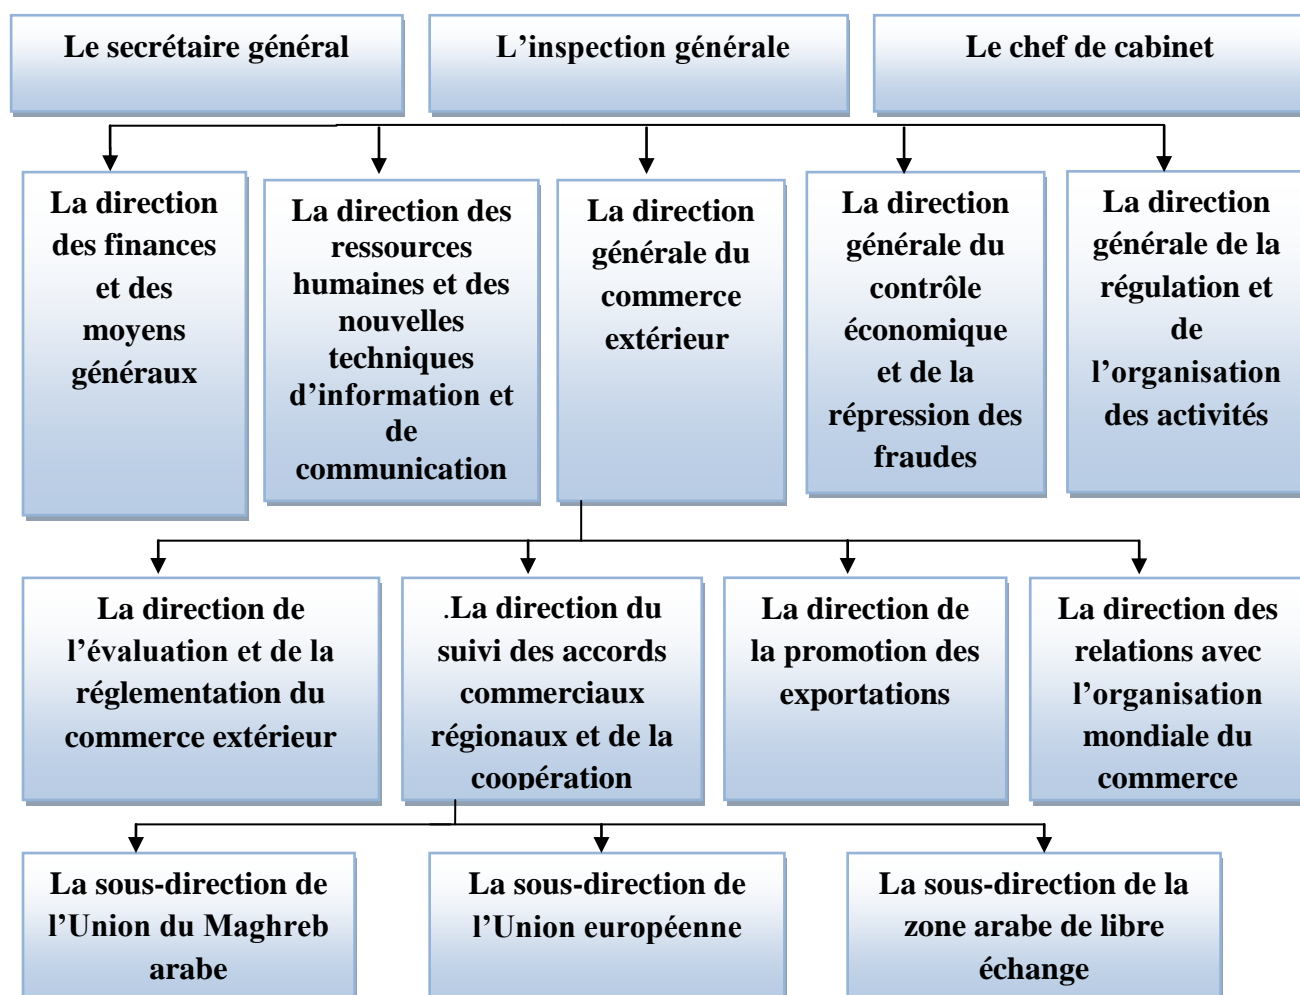 Le secrétaire général
L'inspection générale
Le chef de cabinet
La direction
des finances
et des
moyens
généraux
La direction des
ressources
humaines et des
nouvelles
techniques
d'information et
de
communication
La direction
générale du
commerce
extérieur
La direction
générale du
contrôle
économique
et de la
répression des
fraudes
La direction
générale de la
régulation et
de
l'organisation
des activités
La direction de
l'évaluation et de la
réglementation du
commerce extérieur
.La direction du
suivi des accords
commerciaux
régionaux et de la
coopération
La direction de
la promotion des
exportations
La direction des
relations avec
l'organisation
mondiale du
commerce
La sous-direction de
l'Union du Maghreb
arabe
La sous-direction de
l'Union européenne
La sous-direction de la
zone arabe de libre
échange